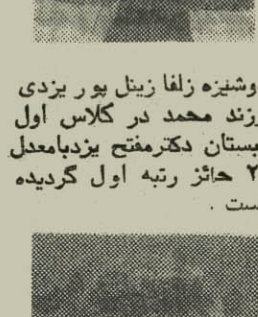 وشیزه زلفا زینل پور یزدی
رزند محمد در کلاس اول
بستان دکترمفتح یزدبامعدل
۲ حائز رتبه اول گردیده
ست .